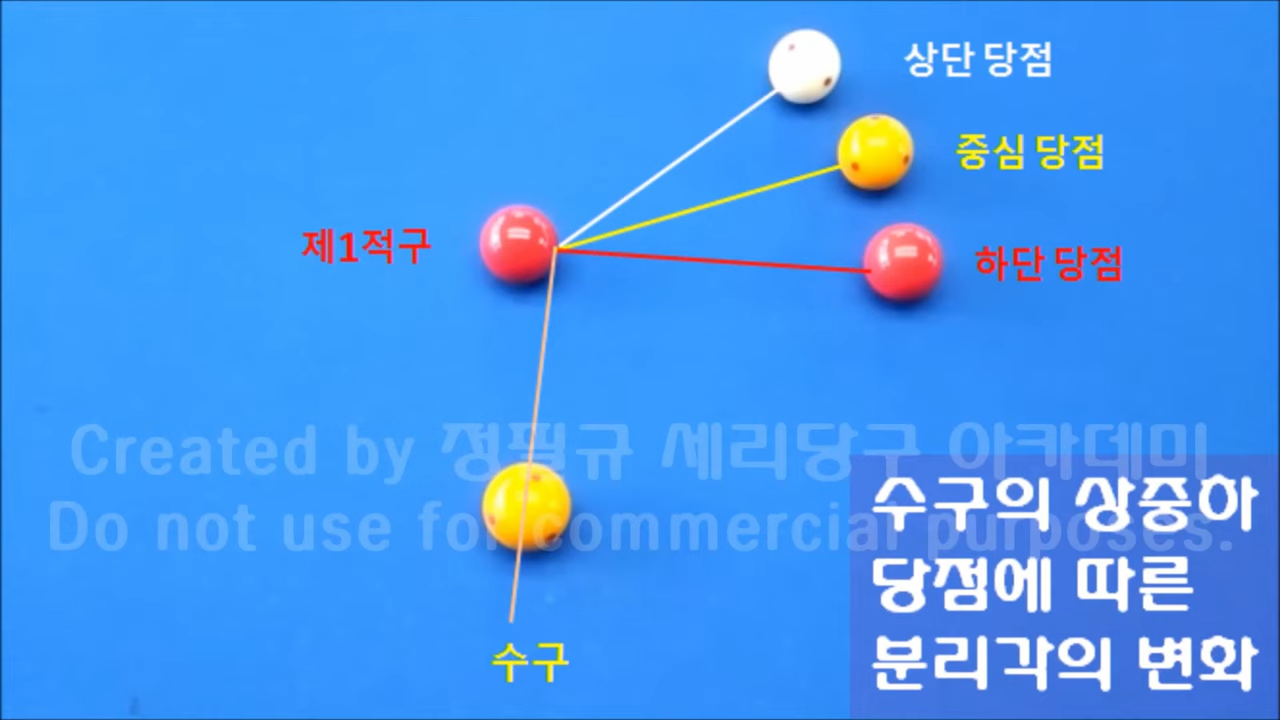 상단 당점
중심 당점
제1적구
하단 당점
Created by 정필규 세리당구 아카데미
Do not use for commercial purposes.
수구의 상중하
당점에 따른
분리각의 변화
수구